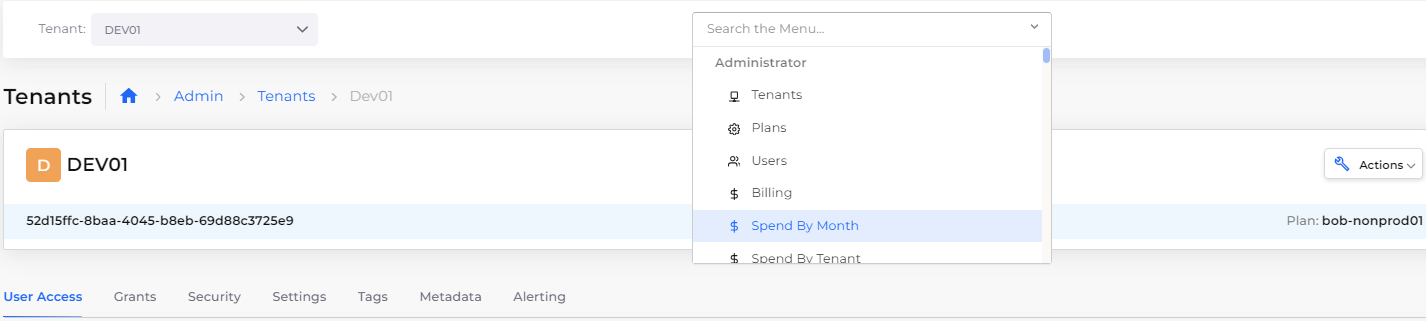 Tenant: DEV01
Search the Menu...
Administrator
Tenants
Plans
Users
Billing
Spend By Month
Spend By Tenant
Tenants > Admin > Tenants > Dev01
D DEV01
Actions
52d15ffc-8baa-4045-b8eb-69d88c3725e9
Plan: bob-nonprod01
User Access Grants Security Settings Tags Metadata Alerting